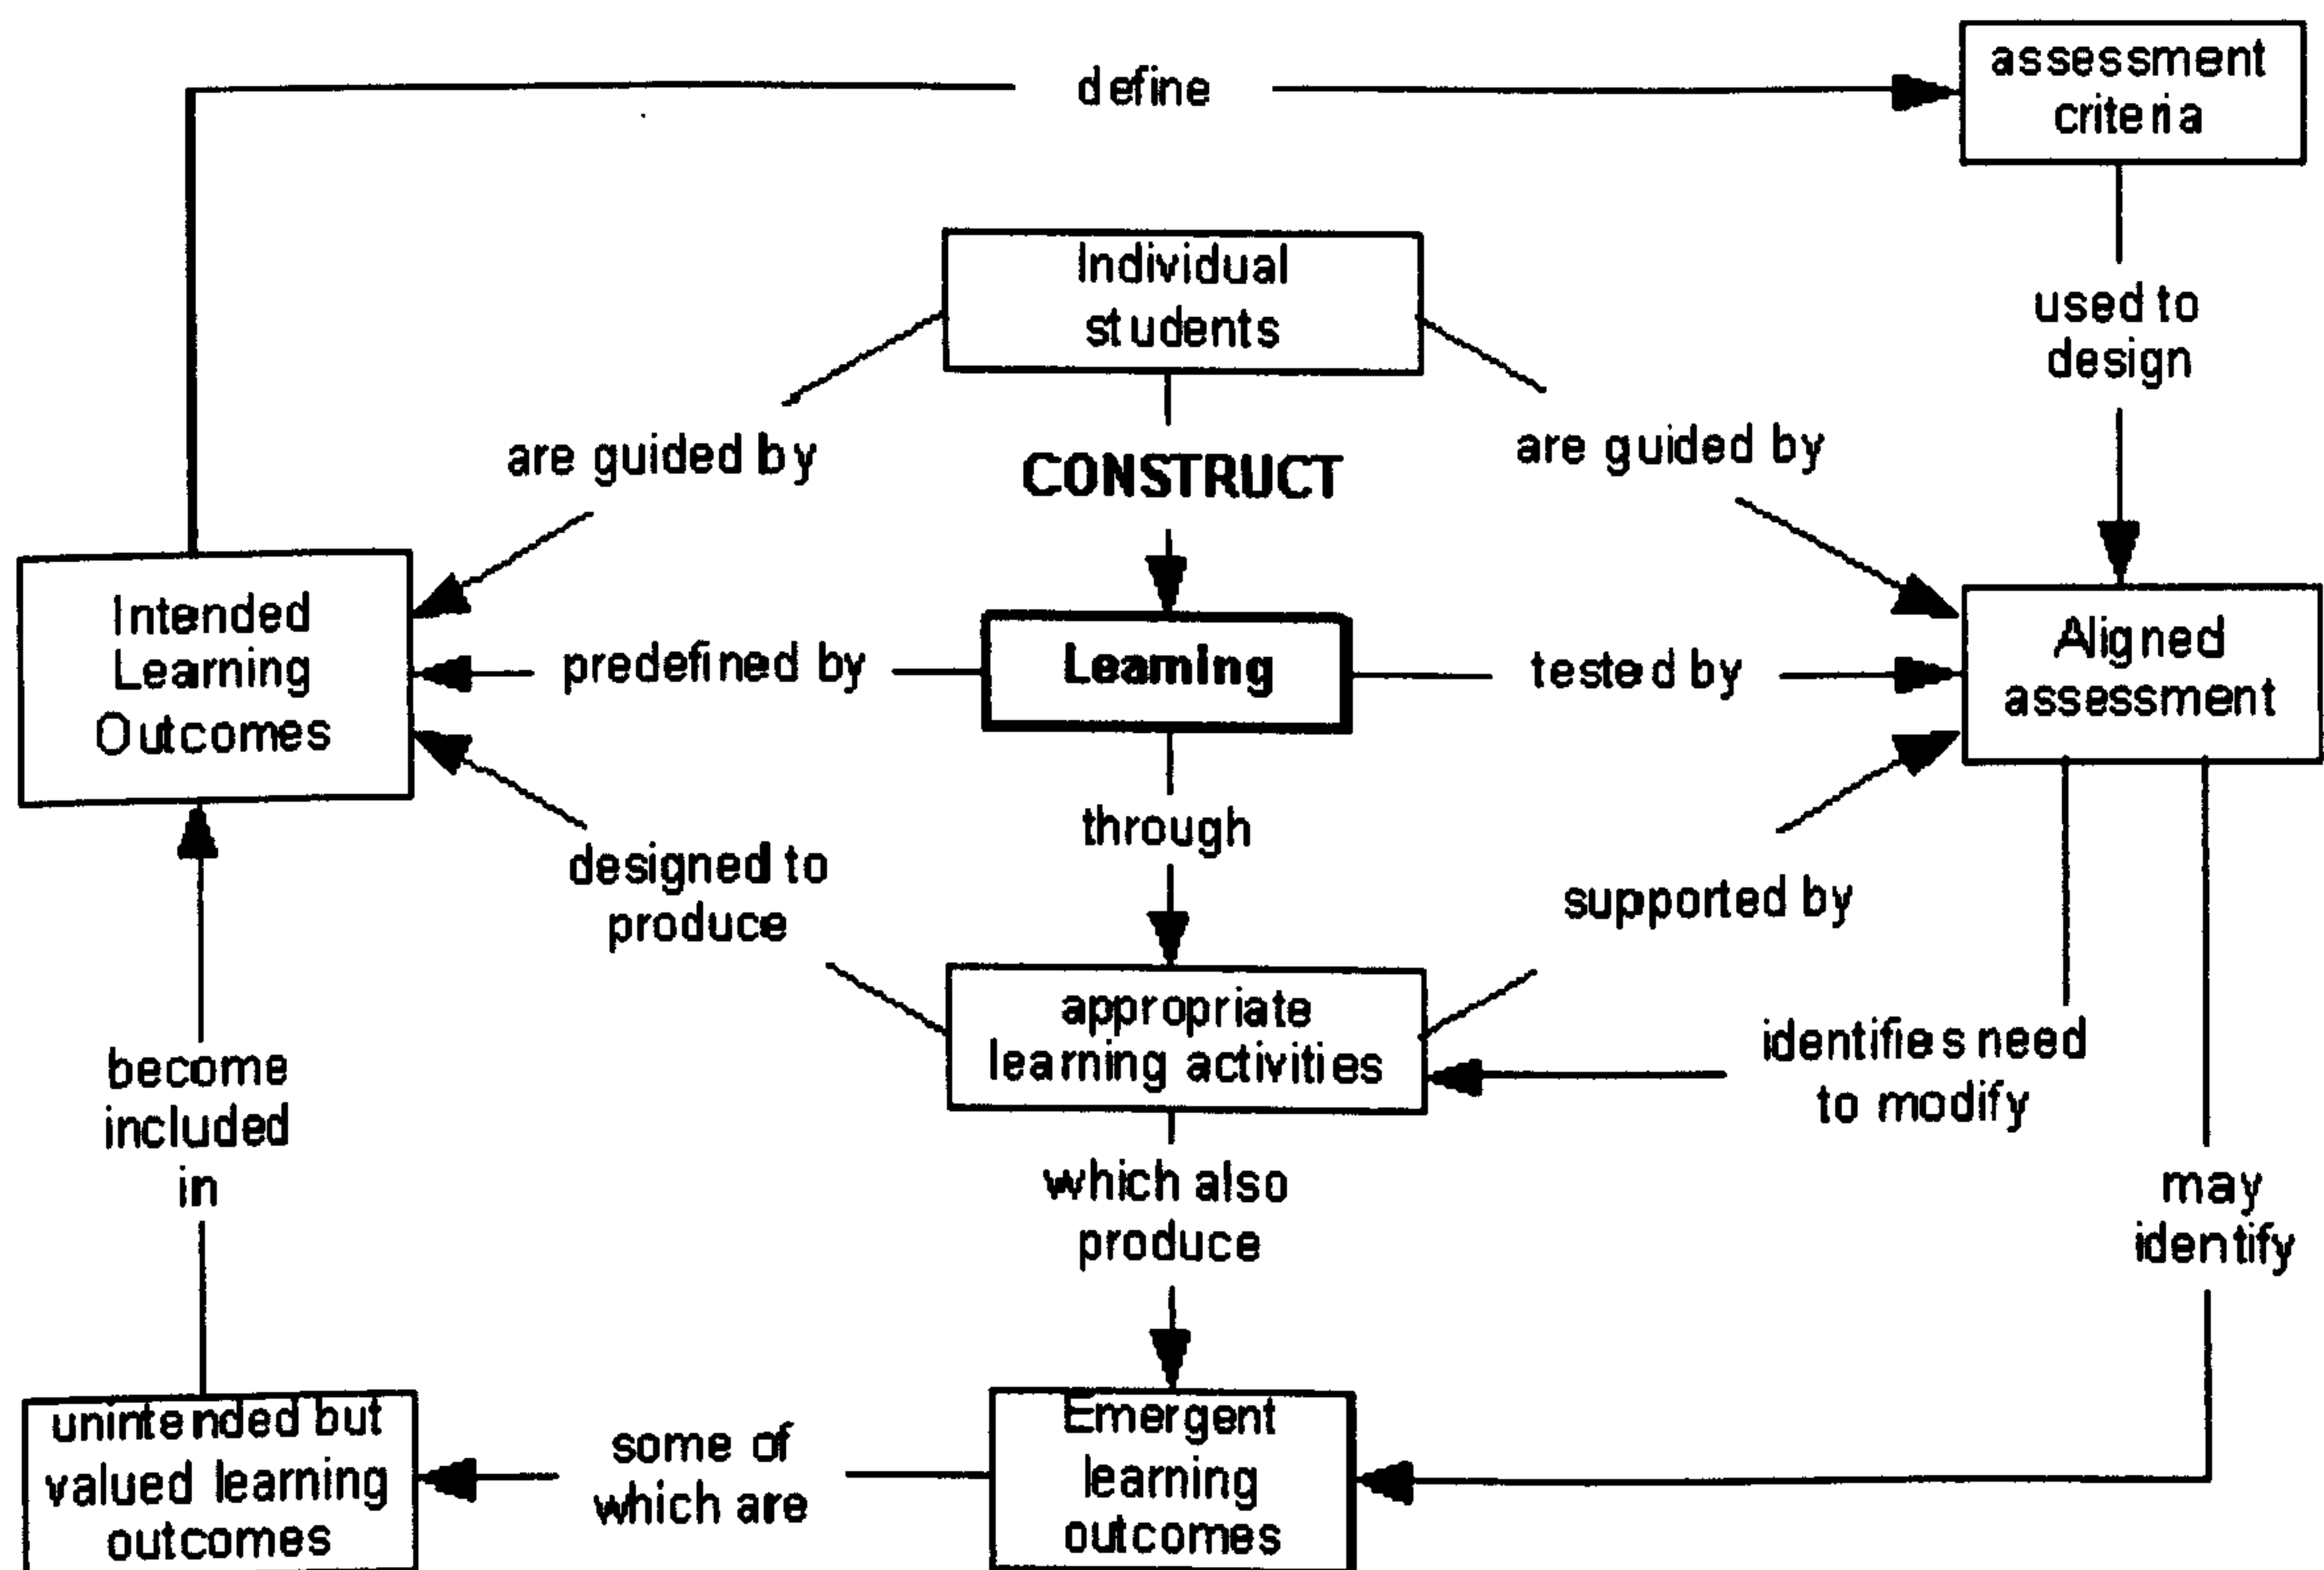 define
assessment
criteria
Individual
students
used to
design
are guided by
CONSTRUCT
are guided by
Intended
Learning
Outcomes
predefined by
Learning
tested by
Aligned
assessment
through
designed to
produce
supported by
appropriate
learning activities
identifies need
to modify
become
included
in
which also
produce
may
identify
unintended but
valued learning
outcomes
some of
which are
Emergent
learning
outcomes